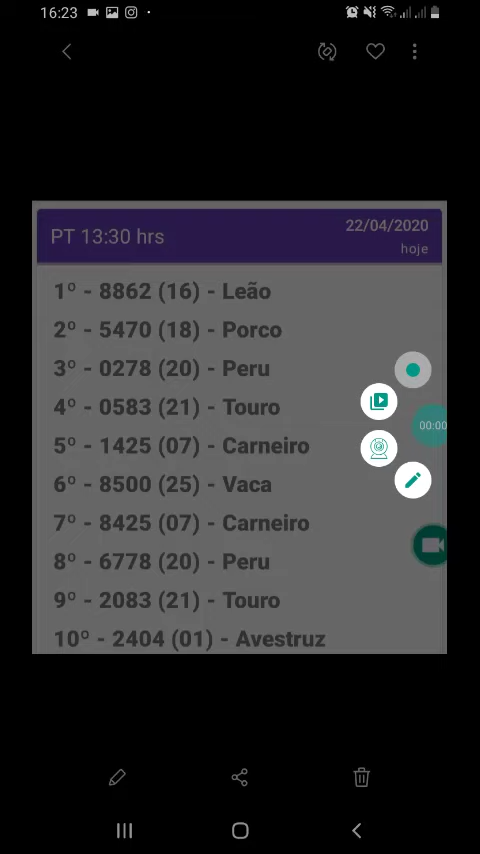 16:23
PT 13:30 hrs
22/04/2020
hoje
1º - 8862 (16) - Leão
2º - 5470 (18) - Porco
3º - 0278 (20) - Peru
4º - 0583 (21) - Touro
00:00
5º - 1425 (07) - Carneiro
6º - 8500 (25) - Vaca
7º - 8425 (07) - Carneiro
8º - 6778 (20) - Peru
9º - 2083 (21) - Touro
10º - 2404 (01) - Avestruz